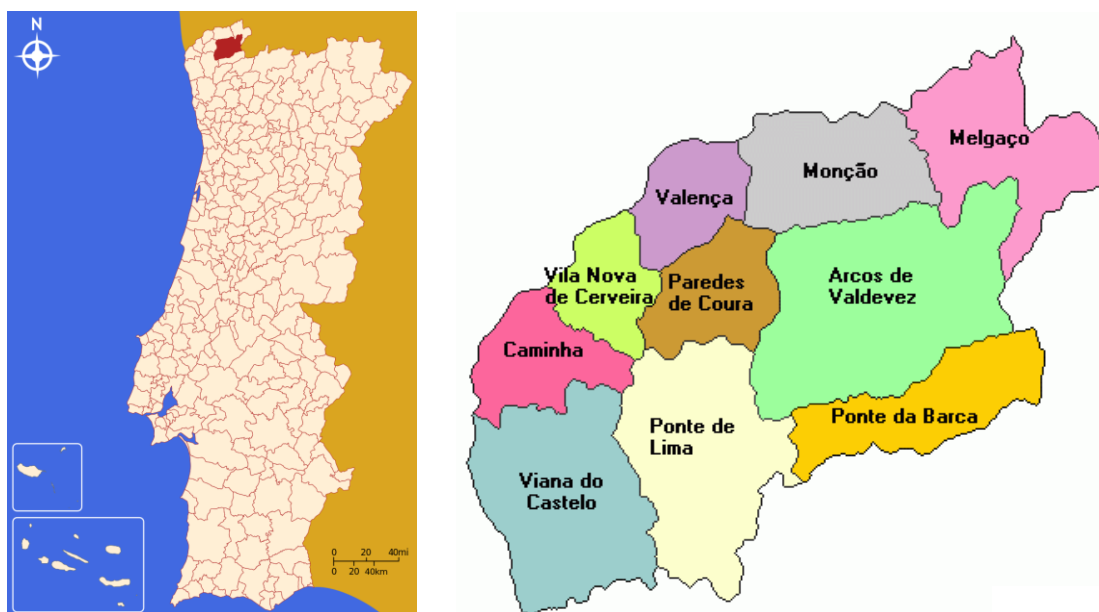 N
0 20 40mi
0 20 40km
Melgaço
Monção
Valença
Vila Nova
de Cerveira
Paredes
de Coura
Arcos de
Valdevez
Caminha
Ponte da Barca
Ponte de
Lima
Viana do
Castelo